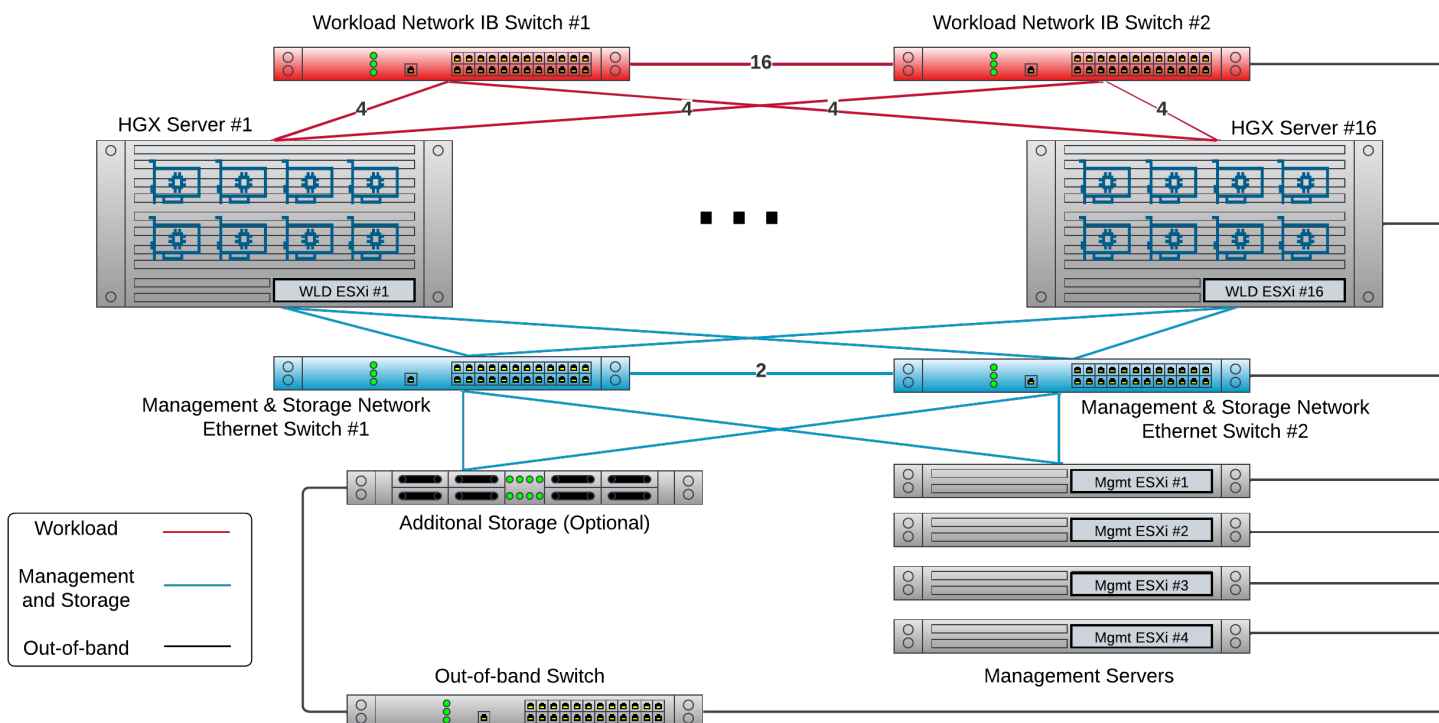 Workload Network IB Switch #1
Workload Network IB Switch #2
16
4
4
4
4
HGX Server #1
HGX Server #16
WLD ESXi #1
WLD ESXi #16
2
Management & Storage Network
Ethernet Switch #1
Management & Storage Network
Ethernet Switch #2
Mgmt ESXi #1
Additonal Storage (Optional)
Mgmt ESXi #2
Workload
Management
and Storage
Mgmt ESXi #3
Out-of-band
Mgmt ESXi #4
Out-of-band Switch
Management Servers